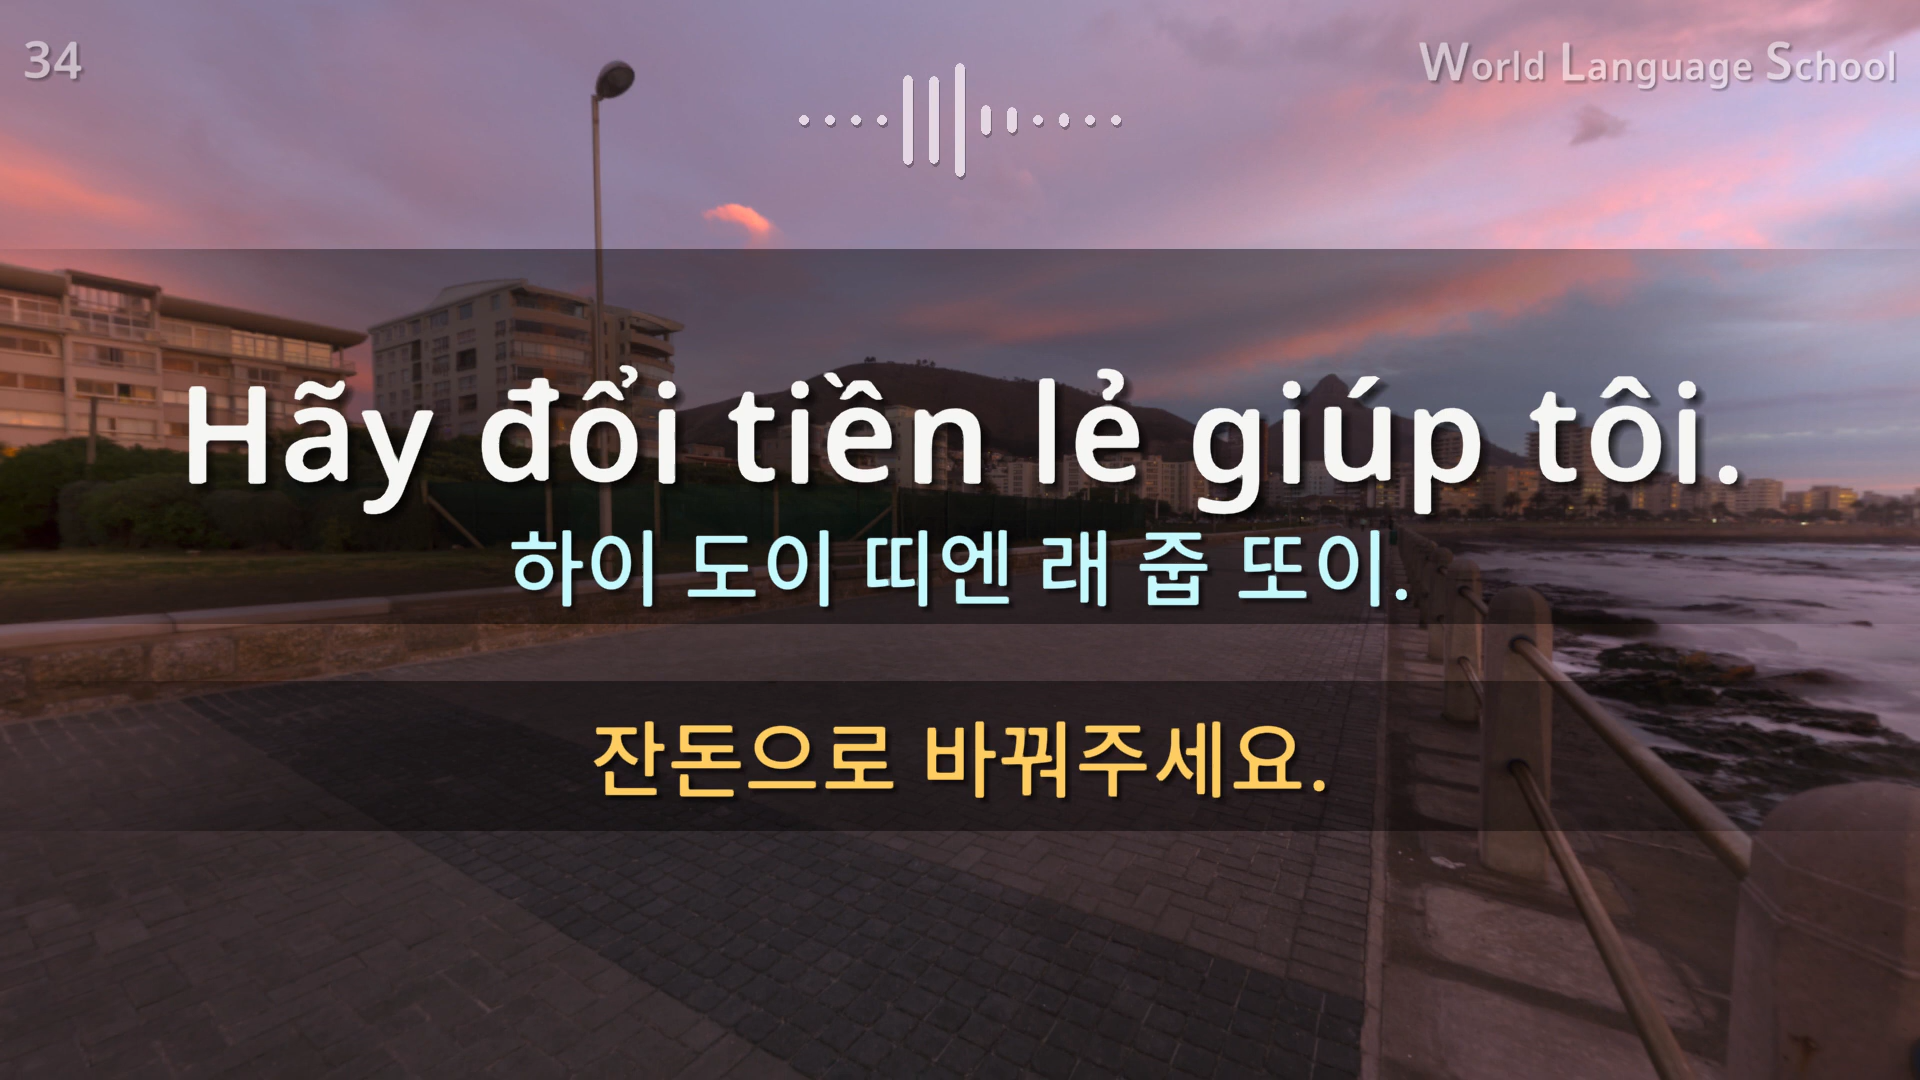 34
World Language School
Hãy đổi tiền lẻ giúp tôi.
하이 도이 띠엔 래 줍 또이.
잔돈으로 바꿔주세요.